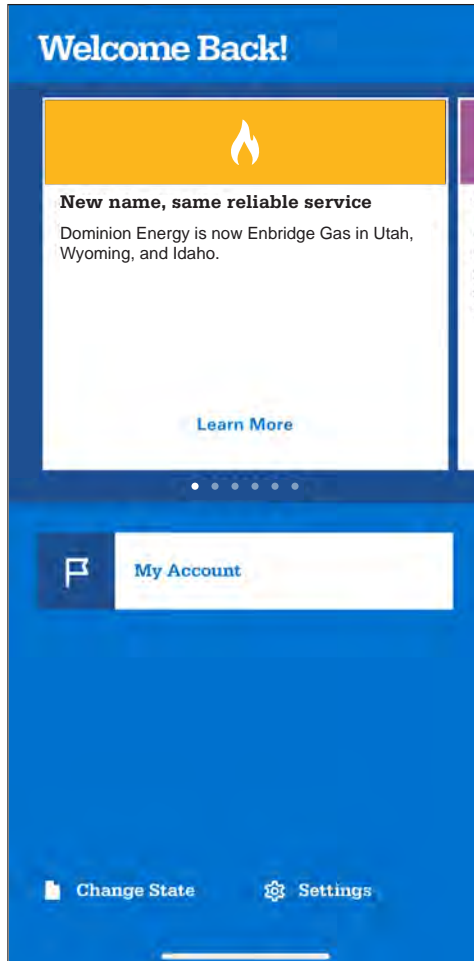 Welcome Back!
New name, same reliable service
Dominion Energy is now Enbridge Gas in Utah,
Wyoming, and Idaho.
Learn More
My Account
Change State
Settings